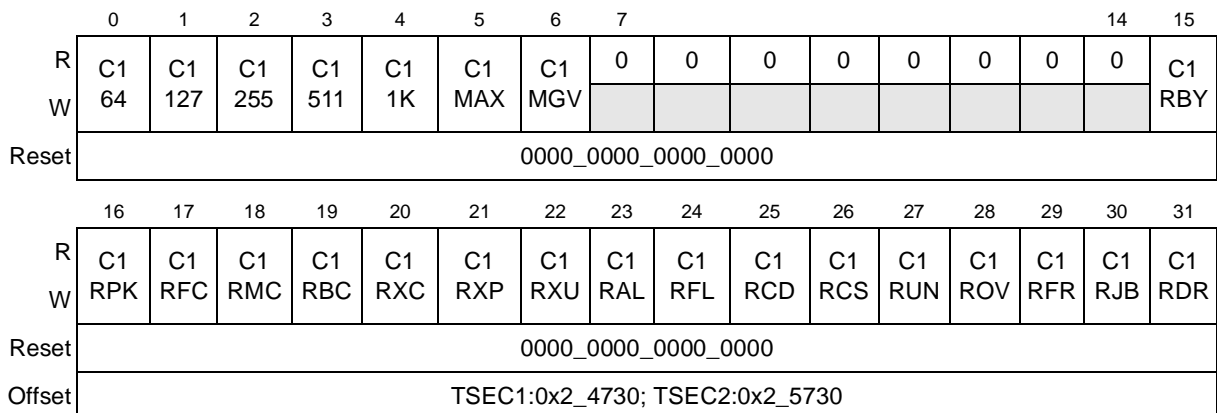 0 1 2 3 4 5 6 7 14 15
R 0 0 0 0 0 0 0 0
C1 C1 C1 C1 C1 C1 C1 C1
64 127 255 511 1K MAX MGV RBY
W
Reset 0000_0000_0000_0000
16 17 18 19 20 21 22 23 24 25 26 27 28 29 30 31
R
C1 C1 C1 C1 C1 C1 C1 C1 C1 C1 C1 C1 C1 C1 C1 C1
RPK RFC RMC RBC RXC RXP RXU RAL RFL RCD RCS RUN ROV RFR RJB RDR
W
Reset 0000_0000_0000_0000
Offset TSEC1:0x2_4730; TSEC2:0x2_5730